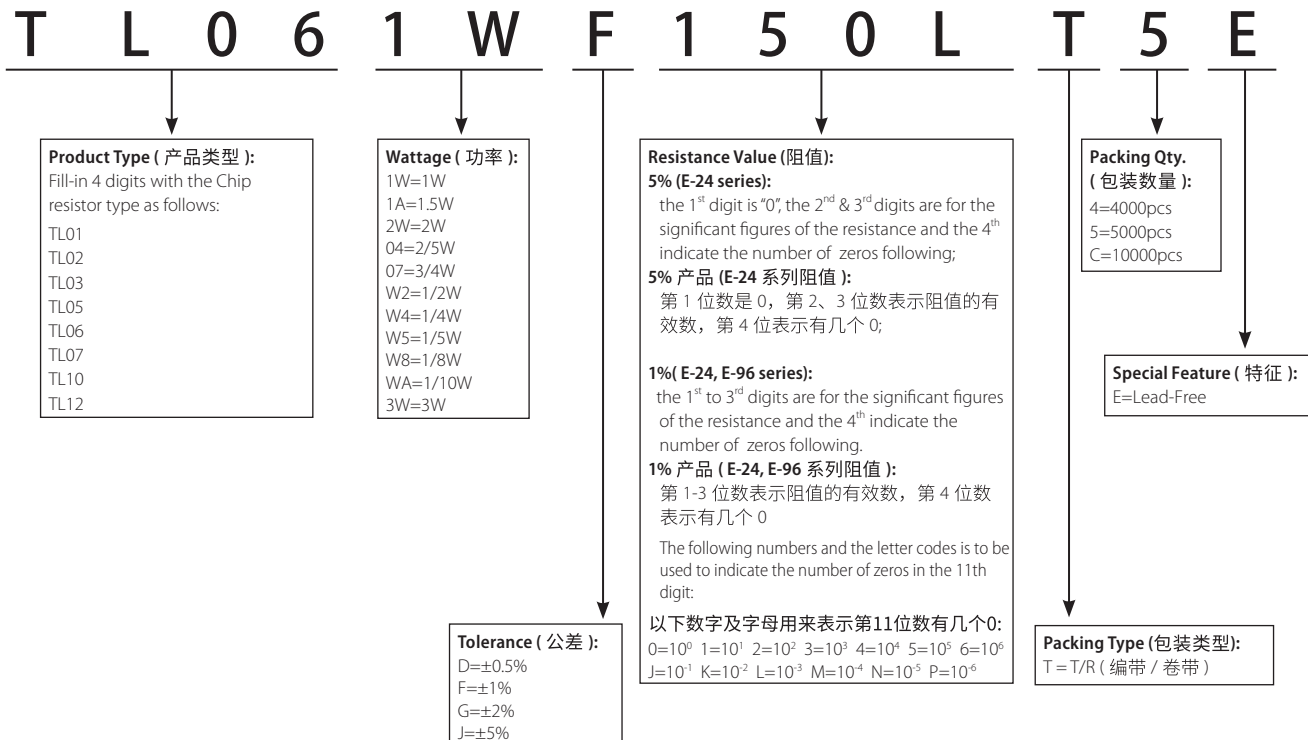 T L 0 6 1 W F 1 5 0 L T 5 E
Product Type ( 产品类型 ):
Fill-in 4 digits with the Chip
resistor type as follows:
TL01
TL02
TL03
TL05
TL06
TL07
TL10
TL12
Wattage ( 功率 ):
1W=1W
1A=1.5W
2W=2W
04=2/5W
07=3/4W
W2=1/2W
W4=1/4W
W5=1/5W
W8=1/8W
WA=1/10W
3W=3W
Tolerance ( 公差 ):
D=±0.5%
F=±1%
G=±2%
J=±5%
Resistance Value (阻值):
5% (E-24 series):
the 1st digit is “0”, the 2nd & 3rd digits are for the
significant figures of the resistance and the 4th
indicate the number of zeros following;
5% 产品 (E-24 系列阻值 ):
第 1 位数是 0，第 2、3 位数表示阻值的有
效数，第 4 位表示有几个 0;
1%( E-24, E-96 series):
the 1st to 3rd digits are for the significant figures
of the resistance and the 4th indicate the
number of zeros following.
1% 产品 ( E-24, E-96 系列阻值 ):
第 1-3 位数表示阻值的有效数，第 4 位数
表示有几个 0
The following numbers and the letter codes is to be
used to indicate the number of zeros in the 11th
digit:
以下数字及字母用来表示第11位数有几个0:
0=10⁰ 1=10¹ 2=10² 3=10³ 4=10⁴ 5=10⁵ 6=10⁶
J=10⁻¹ K=10⁻² L=10⁻³ M=10⁻⁴ N=10⁻⁵ P=10⁻⁶
Packing Type (包装类型):
T = T/R ( 编带 / 卷带 )
Packing Qty.
( 包装数量 ):
4=4000pcs
5=5000pcs
C=10000pcs
Special Feature ( 特征 ):
E=Lead-Free